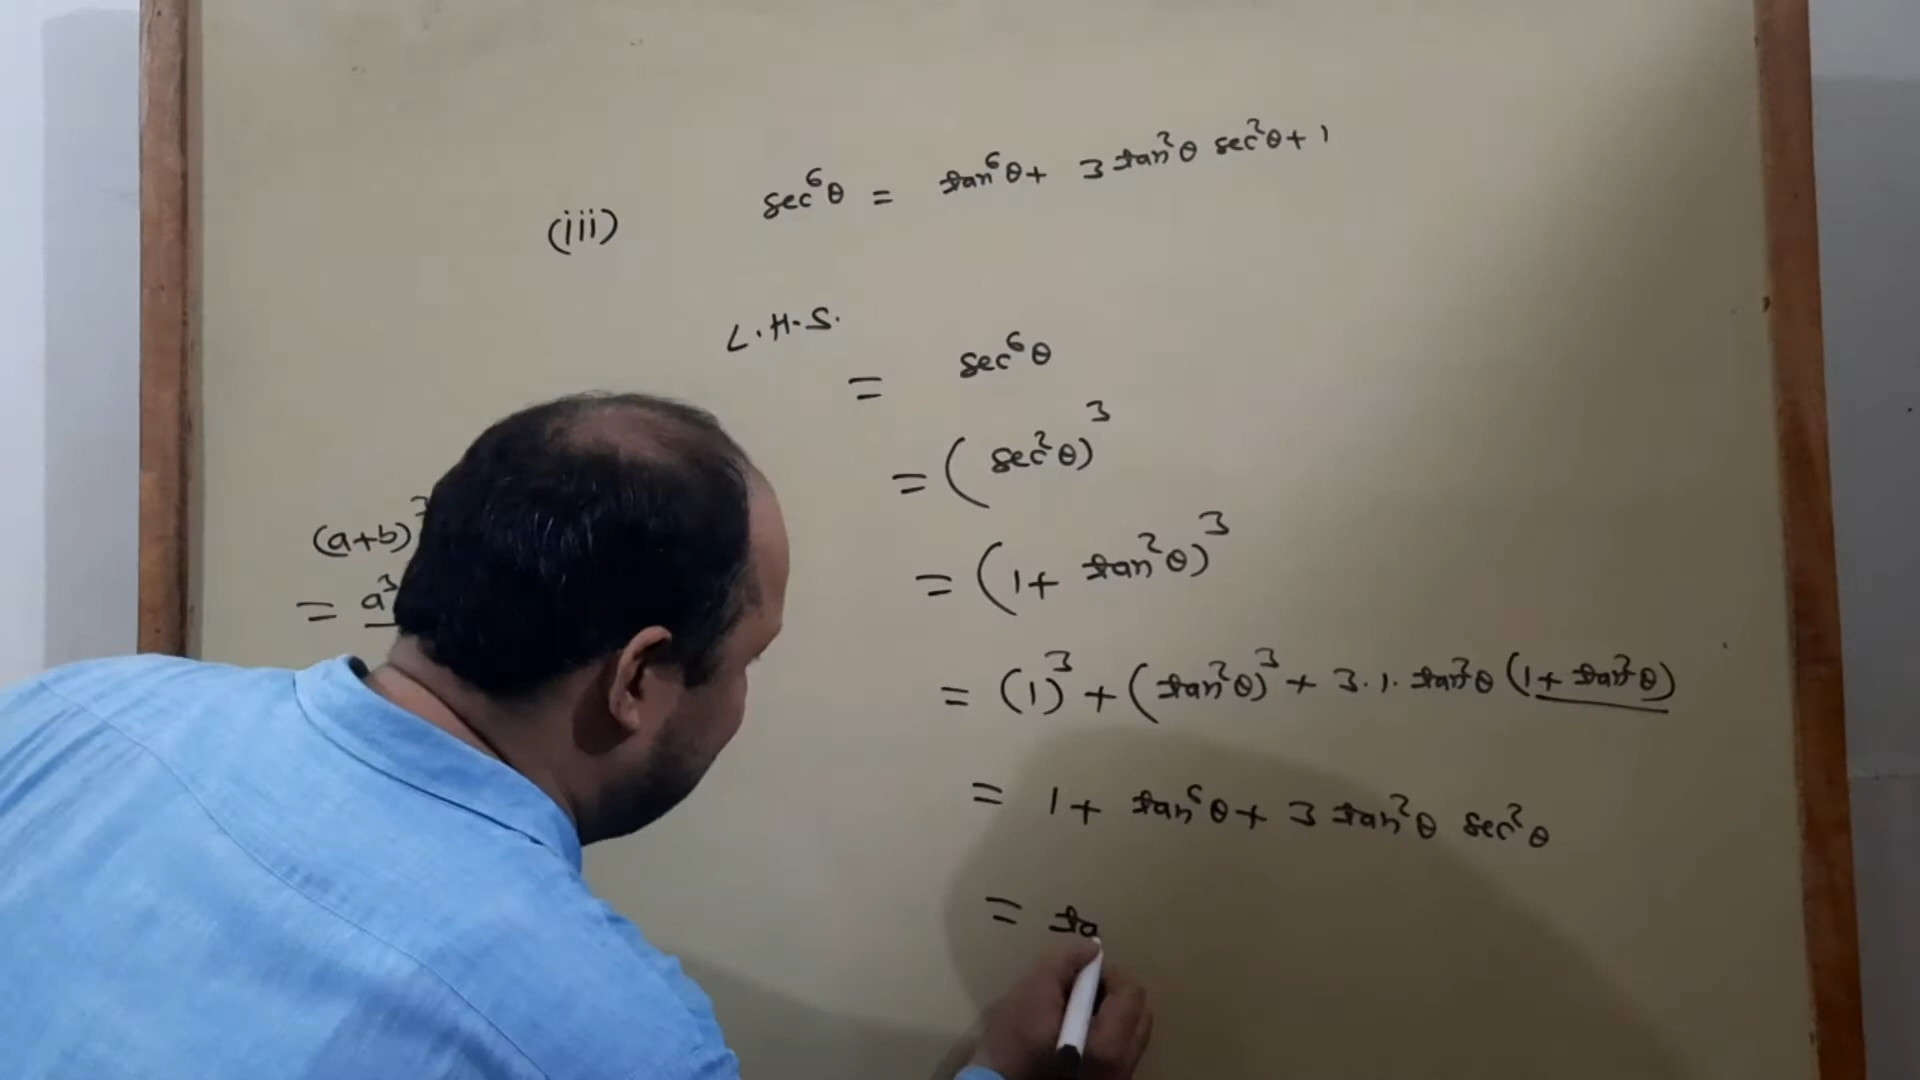 (iii) sec⁶θ = tan⁶θ + 3 tan²θ sec²θ + 1
L.H.S.
= sec⁶θ
= (sec²θ)³
(a+b)
= (1 + tan²θ)³
= a³
= (1)³ + (tan²θ)³ + 3.1. tan²θ (1 + tan²θ)
= 1 + tan⁶θ + 3 tan²θ sec²θ
= ta